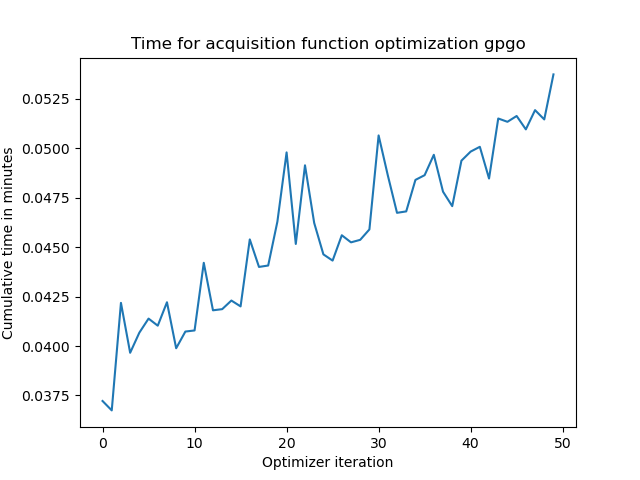 Time for acquisition function optimization gpgo
Cumulative time in minutes
0.0525
0.0500
0.0475
0.0450
0.0425
0.0400
0.0375
0 10 20 30 40 50
Optimizer iteration